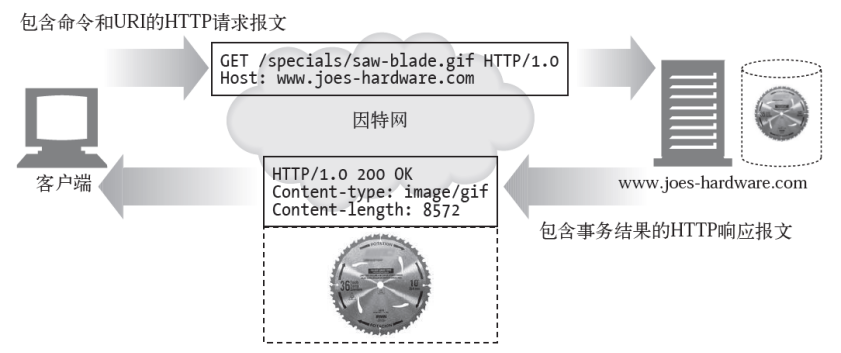 包含命令和URI的HTTP请求报文
GET /specials/saw-blade.gif HTTP/1.0
Host: www.joes-hardware.com
因特网
客户端
HTTP/1.0 200 OK
Content-type: image/gif
Content-length: 8572
www.joes-hardware.com
包含事务结果的HTTP响应报文
36